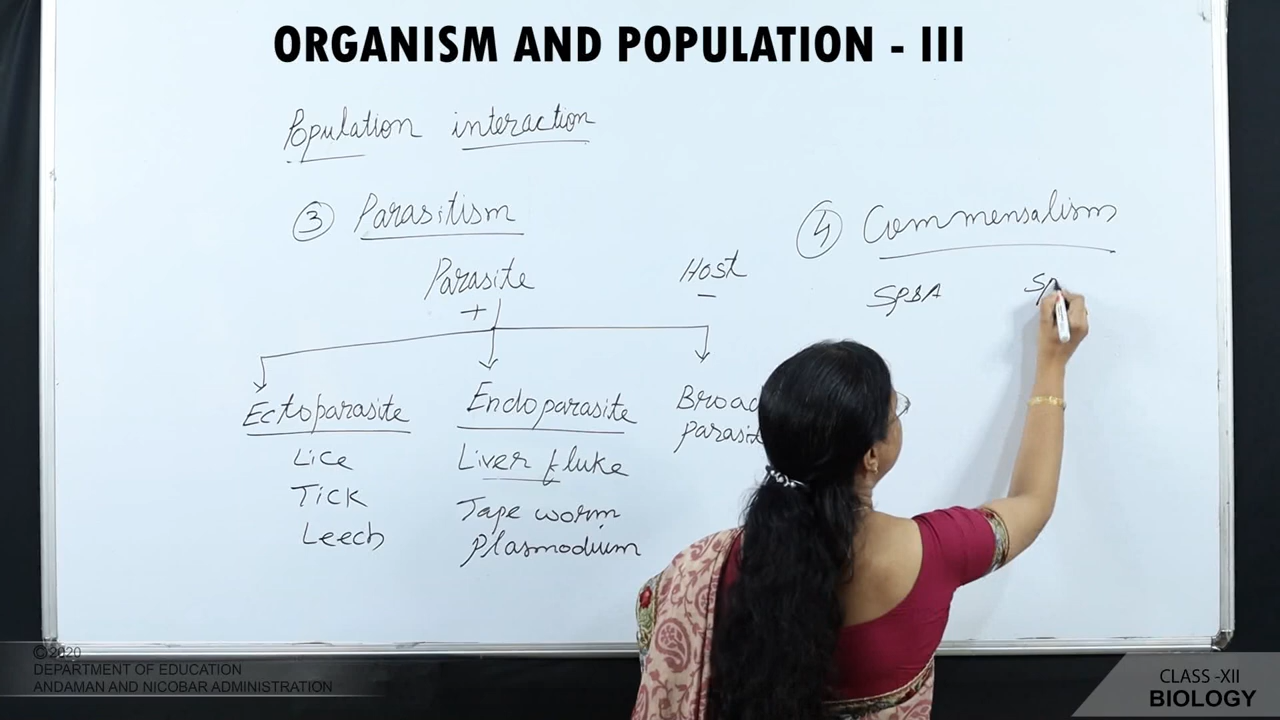 ORGANISM AND POPULATION - III
Population interaction
③ Parasitism
Parasite
+
Host
–
Ectoparasite
Lice
Tick
Leech
Endoparasite
Liver fluke
Tape worm
Plasmodium
④ Commensalism
SpsA
Sp
© 2020
DEPARTMENT OF EDUCATION
ANDAMAN AND NICOBAR ADMINISTRATION
CLASS -XII
BIOLOGY